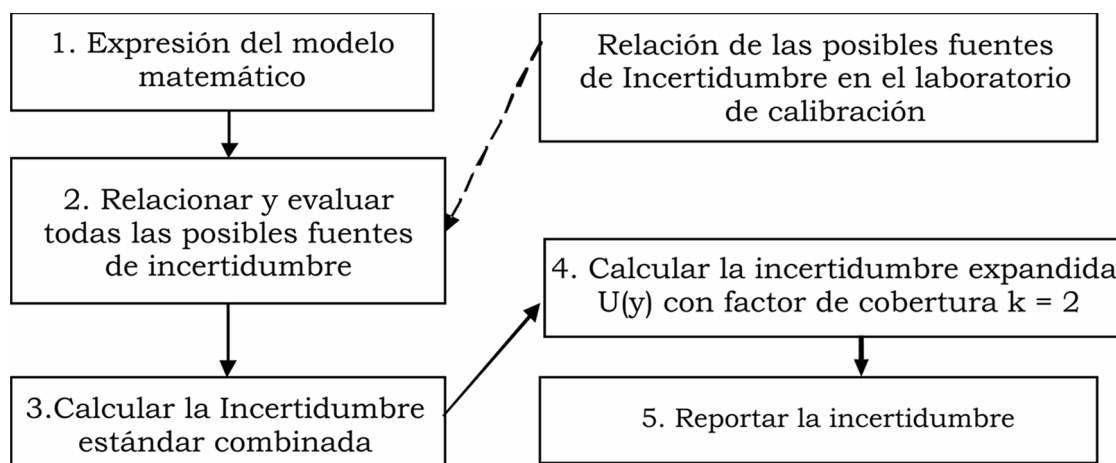 1. Expresión del modelo
matemático
Relación de las posibles fuentes
de Incertidumbre en el laboratorio
de calibración
2. Relacionar y evaluar
todas las posibles fuentes
de incertidumbre
3.Calcular la Incertidumbre
estándar combinada
4. Calcular la incertidumbre expandida
U(y) con factor de cobertura k = 2
5. Reportar la incertidumbre